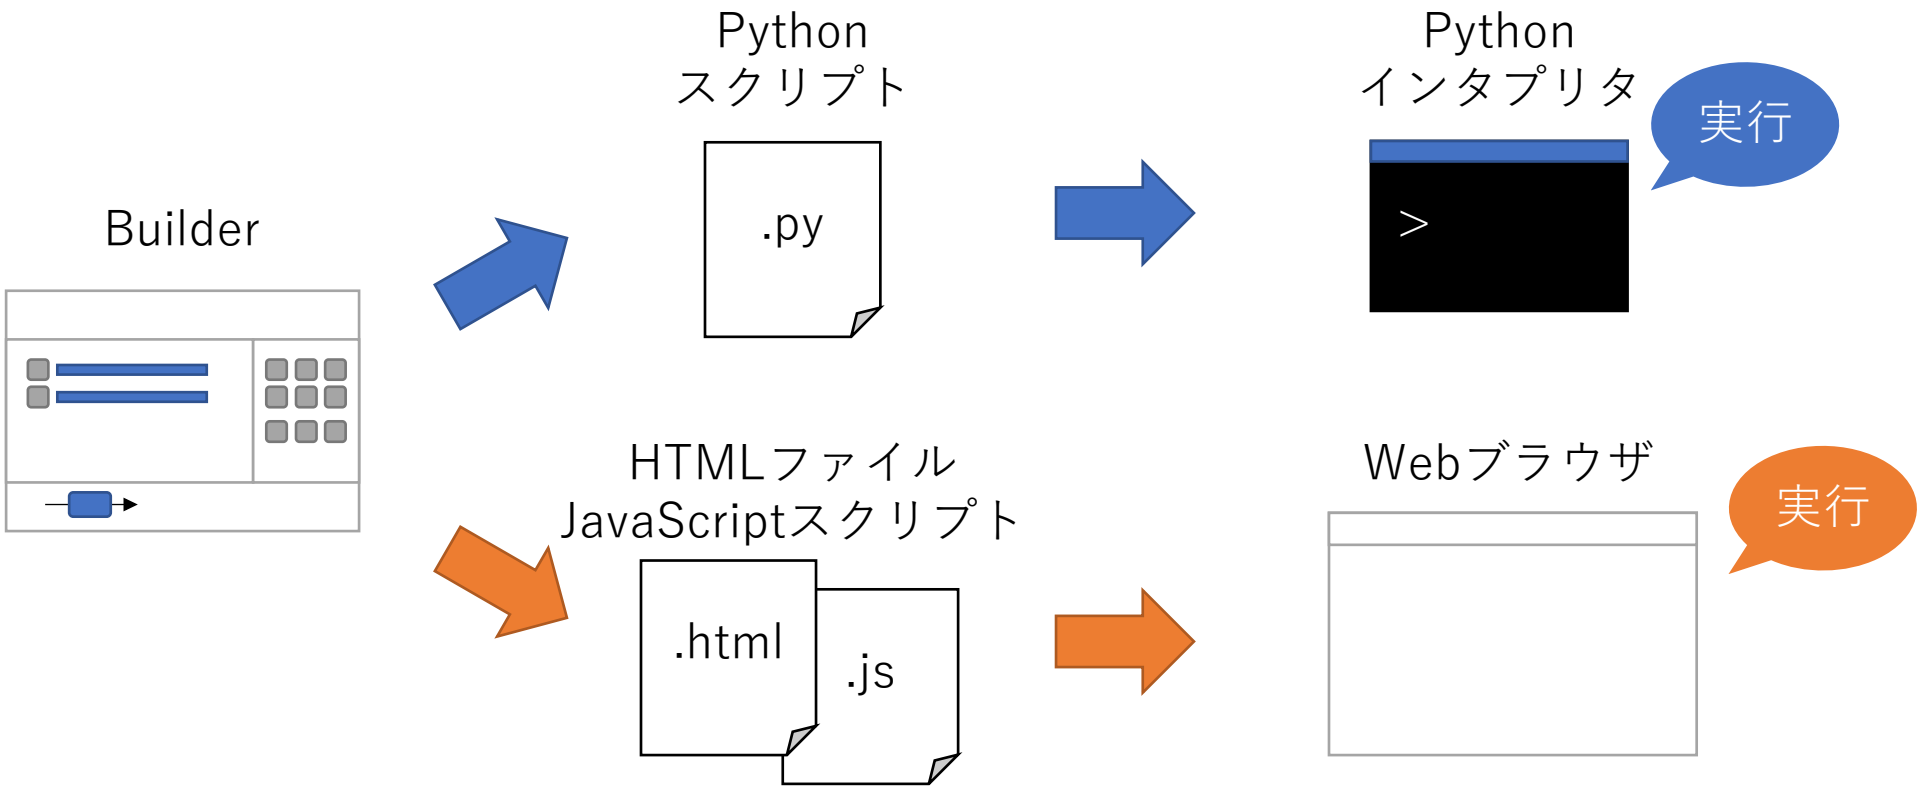 Builder
Python
スクリプト
.py
Python
インタプリタ
実行
>
HTMLファイル
JavaScriptスクリプト
.html
.js
Webブラウザ
実行